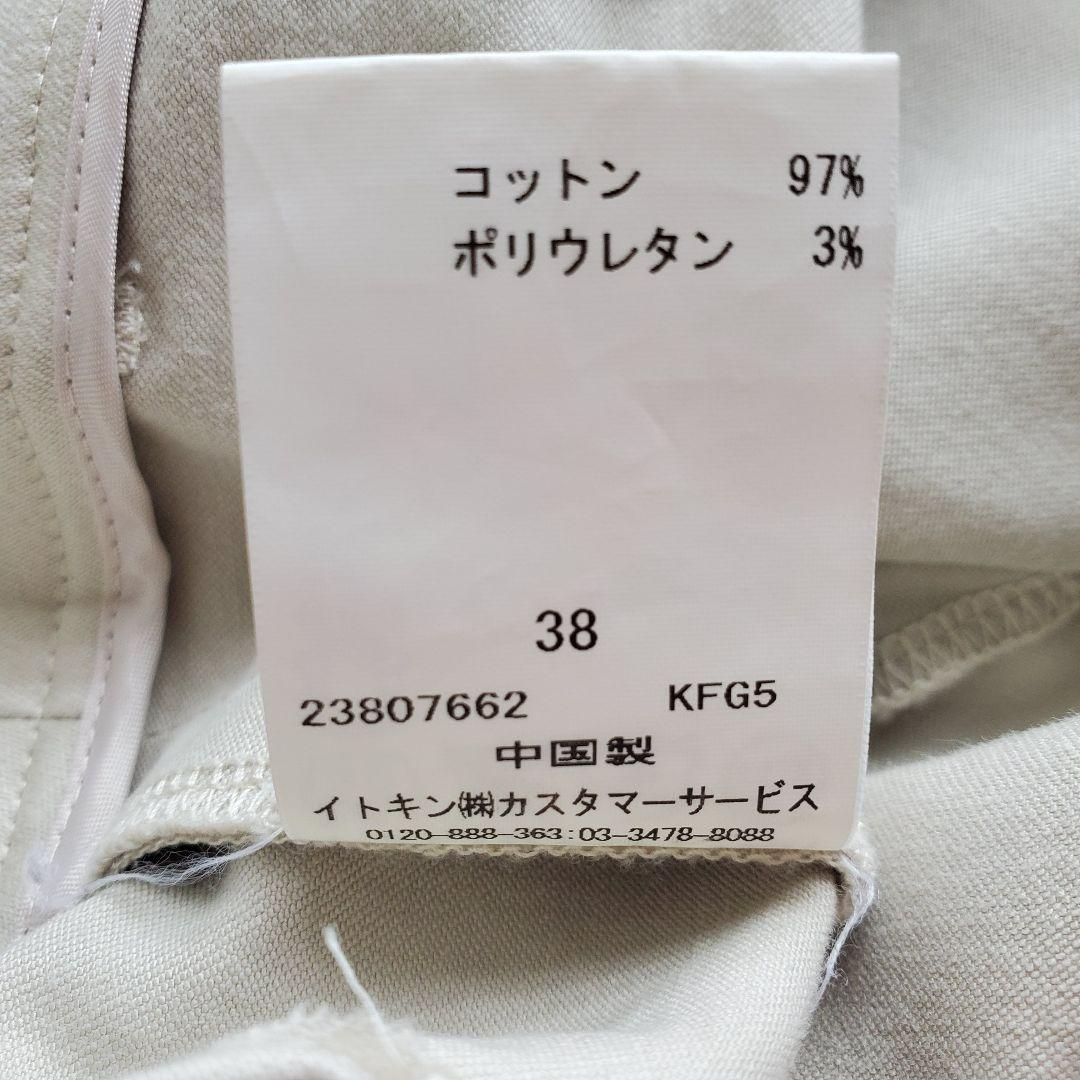 コットン 97%
ポリウレタン 3%
38
23807662 KFG5
中国製
イトキン㈱カスタマーサービス
0120-888-363:03-3478-8088